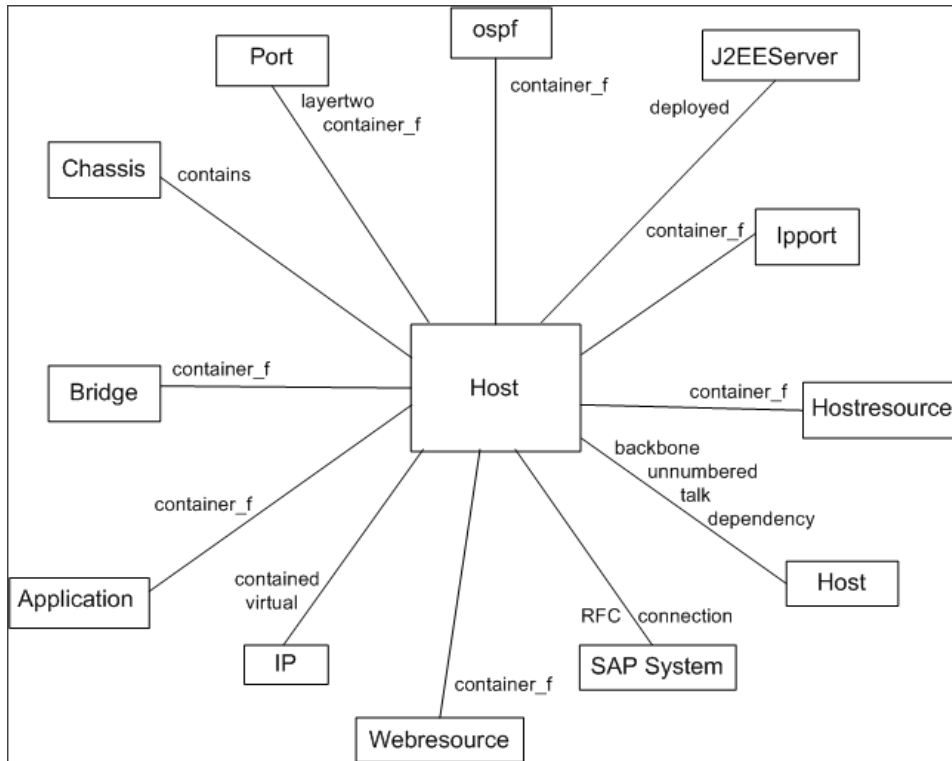 ospf
Port
J2EEServer
container_f
layertwo
container_f
deployed
Chassis
contains
container_f
Ipport
Bridge
container_f
Host
container_f
Hostresource
backbone
unnumbered
talk
dependency
container_f
Application
contained
virtual
Host
RFC connection
IP
SAP System
container_f
Webresource